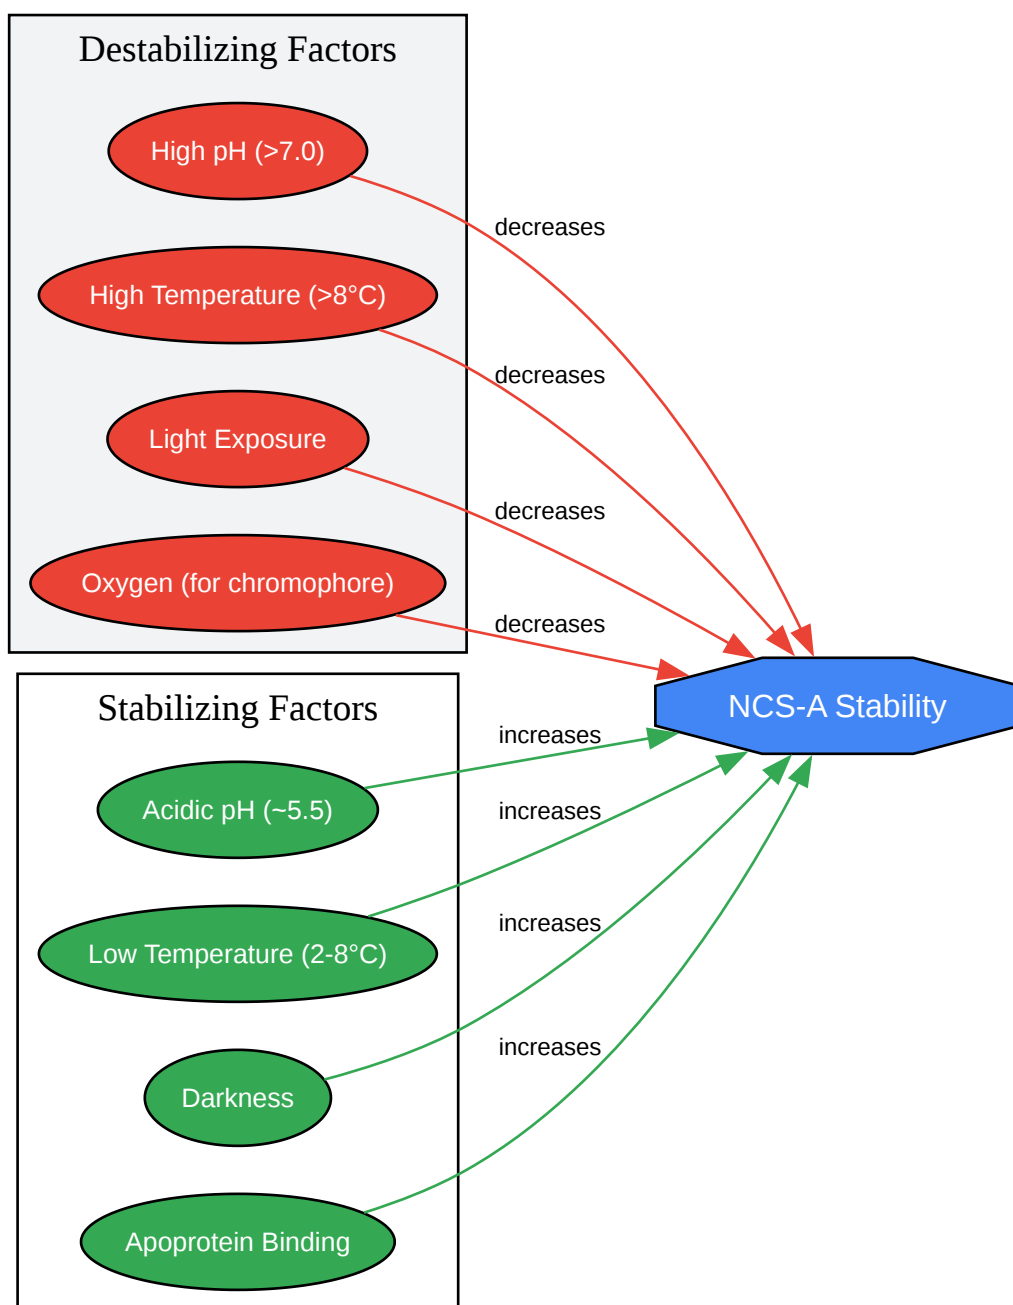 Destabilizing Factors
High pH (>7.0)
decreases
High Temperature (>8°C)
decreases
Light Exposure
decreases
Oxygen (for chromophore)
decreases
NCS-A Stability
Stabilizing Factors
increases
Acidic pH (~5.5)
increases
Low Temperature (2-8°C)
increases
Darkness
increases
Apoprotein Binding